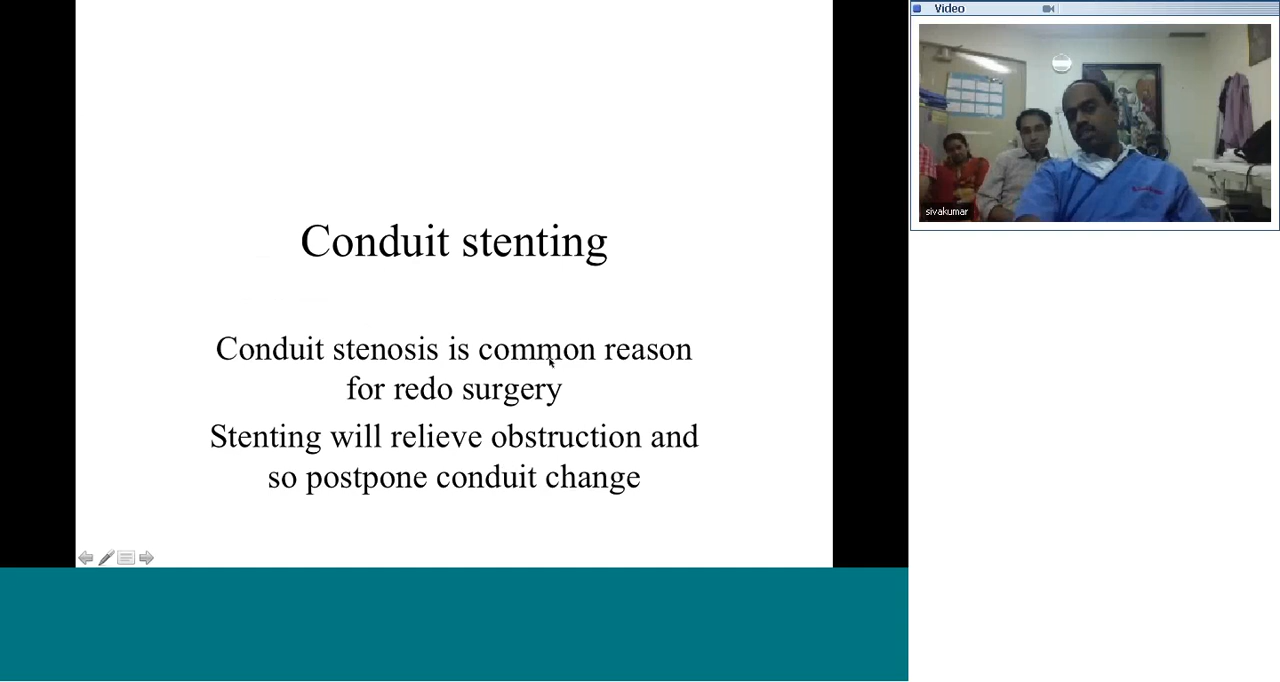 Conduit stenting
Conduit stenosis is common reason
for redo surgery
Stenting will relieve obstruction and
so postpone conduit change
Video
sivakumar